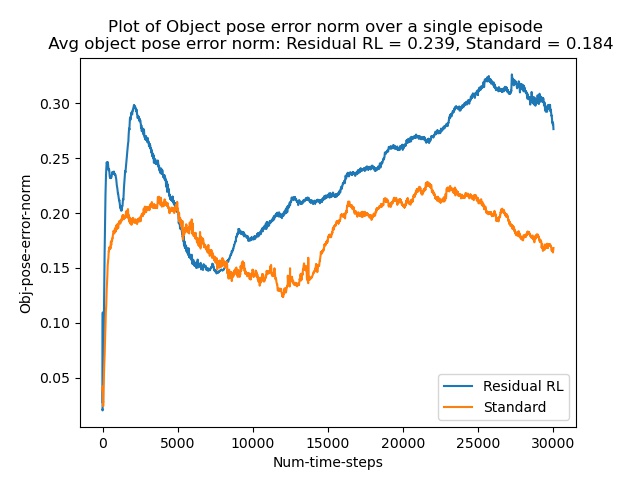 Plot of Object pose error norm over a single episode
Avg object pose error norm: Residual RL = 0.239, Standard = 0.184
Obj-pose-error-norm
0.30
0.25
0.20
0.15
0.10
0.05
Residual RL
Standard
0 5000 10000 15000 20000 25000 30000
Num-time-steps